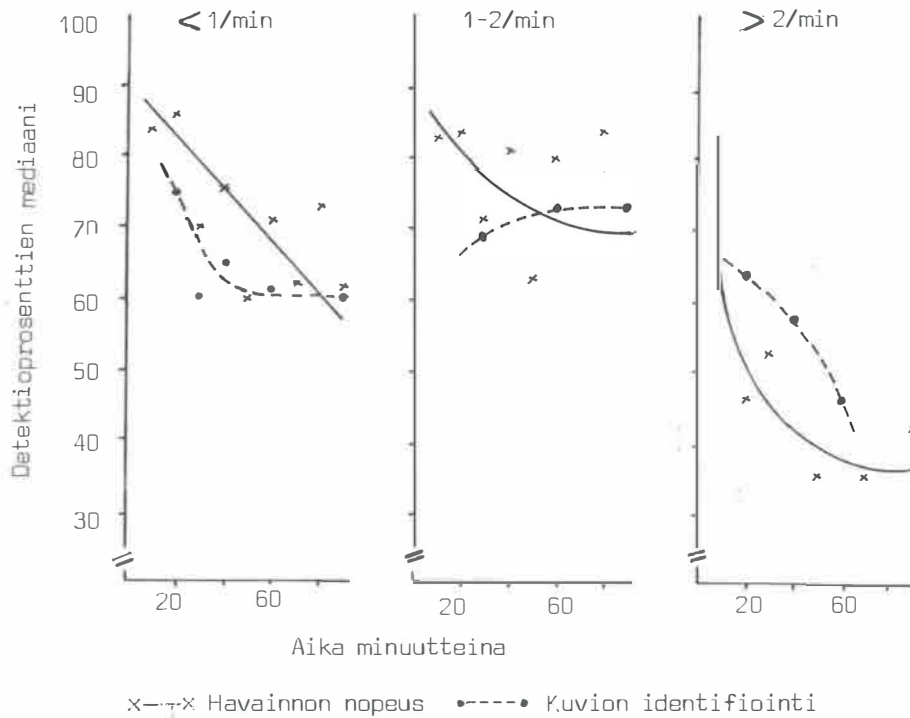 < 1/min 1-2/min > 2/min
100
90
80
70
60
50
40
30
Detektioprosenttien mediaani
20 60 20 60 20 60
Aika minuutteina
x--x Havainnon nopeus •----• Kuvion identifiointi